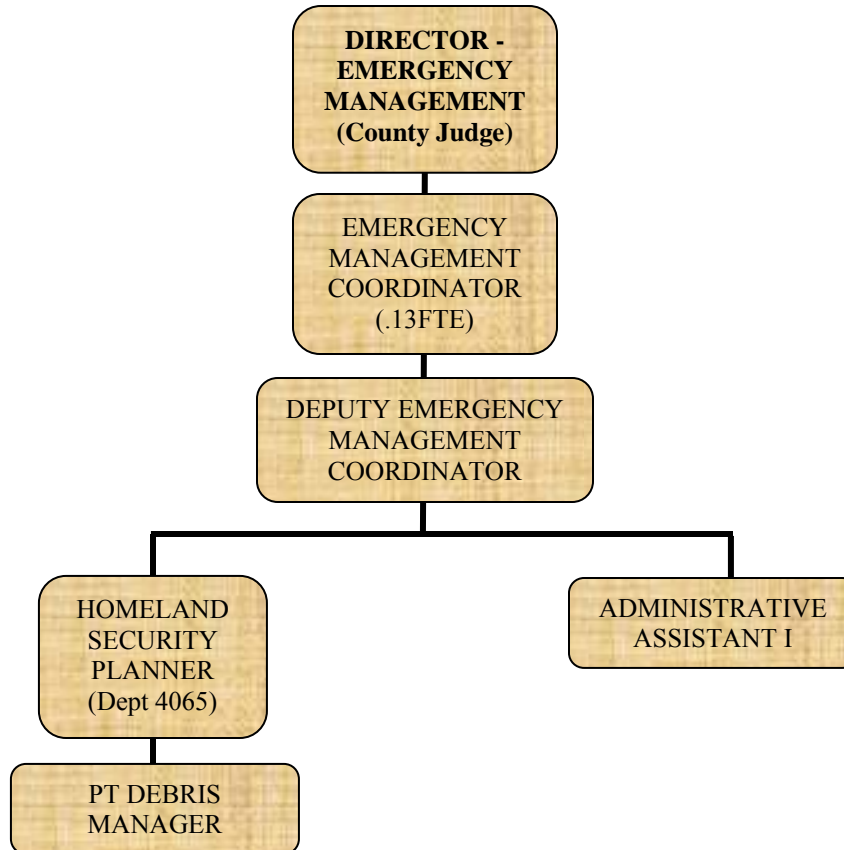 DIRECTOR -
EMERGENCY
MANAGEMENT
(County Judge)
EMERGENCY
MANAGEMENT
COORDINATOR
(.13FTE)
DEPUTY EMERGENCY
MANAGEMENT
COORDINATOR
HOMELAND
SECURITY
PLANNER
(Dept 4065)
ADMINISTRATIVE
ASSISTANT I
PT DEBRIS
MANAGER